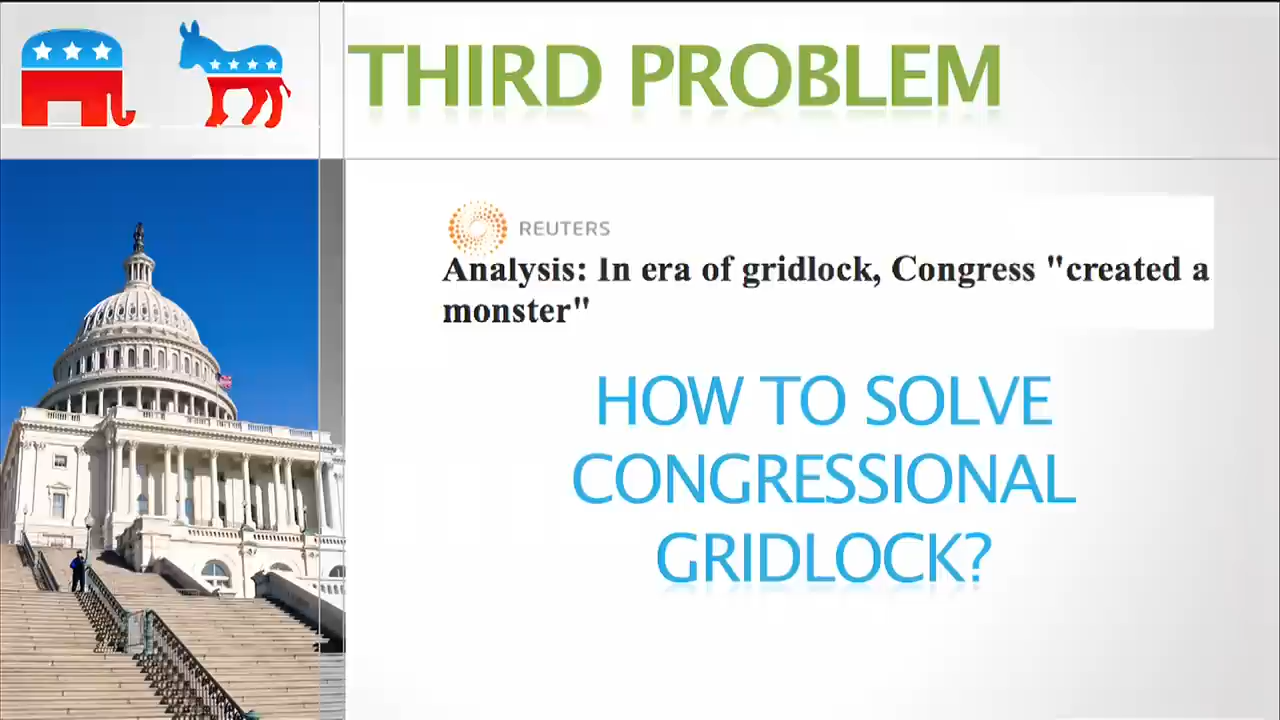 THIRD PROBLEM
REUTERS
Analysis: In era of gridlock, Congress "created a
monster"
HOW TO SOLVE
CONGRESSIONAL
GRIDLOCK?